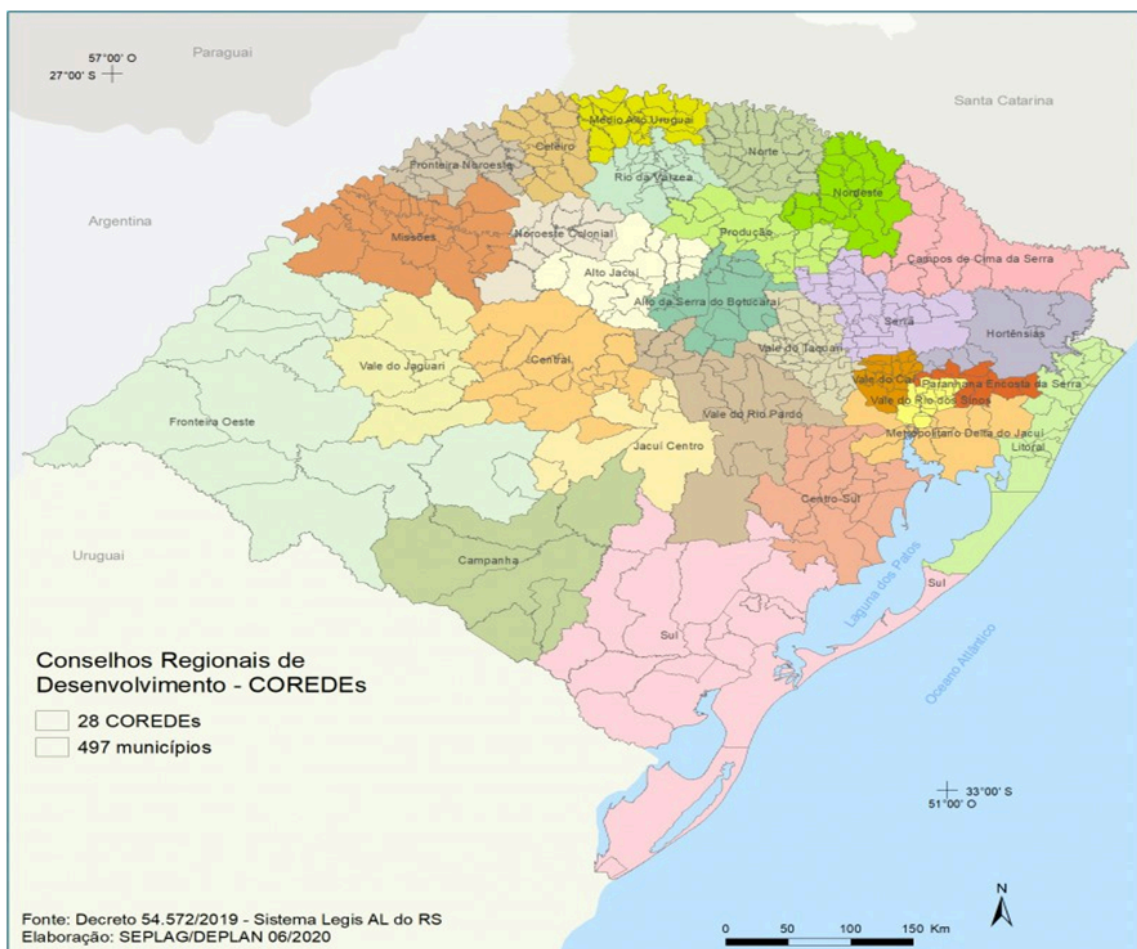 Paraguai
57°00' O
27°00' S
Santa Catarina
Argentina
Uruguai
Médio Alto Uruguai
Celeiro
Norte
Fronteira Noroeste
Rio da Várzea
Nordeste
Missões
Noroeste Colonial
Produção
Campos de Cima da Serra
Alto Jacuí
Alto da Serra do Botucaraí
Serra
Hortênsias
Vale do Taquari
Central
Vale do Jaguari
Vale do Caí
Paranhana Encosta da Serra
Vale do Rio dos Sinos
Vale do Rio Pardo
Fronteira Oeste
Metropolitano Delta do Jacuí
Jacuí Centro
Litoral
Centro-Sul
Campanha
Laguna dos Patos
Sul
Sul
Oceano Atlântico
Conselhos Regionais de
Desenvolvimento - COREDEs
28 COREDEs
497 municípios
33°00' S
51°00' O
N
Fonte: Decreto 54.572/2019 - Sistema Legis AL do RS
Elaboração: SEPLAG/DEPLAN 06/2020
0 50 100 150 Km